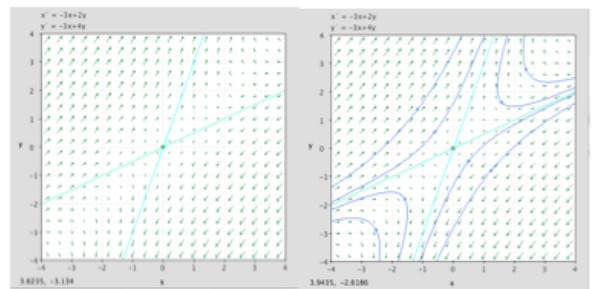 x' = -3x+2y
y' = -3x+4y
4
3
2
1
0
-1
-2
-3
-4
y
-4 -3 -2 -1 0 1 2 3 4
x
3.6235, -3.134
x' = -3x+2y
y' = -3x+4y
4
3
2
1
0
-1
-2
-3
-4
y
-4 -3 -2 -1 0 1 2 3 4
x
3.9435, -2.6186